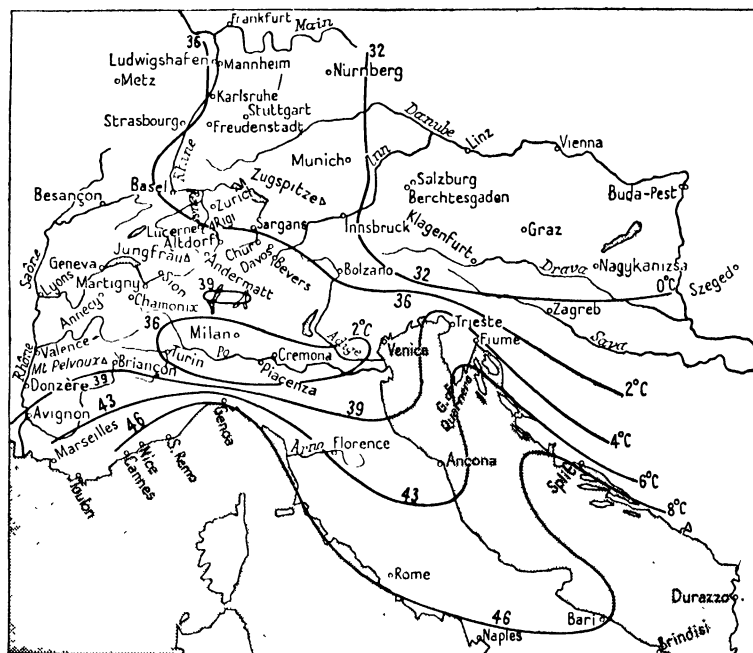 Frankfurt
Main
36
32
Ludwigshafen
Mannheim
Nürnberg
Metz
Karlsruhe
Stuttgart
Strasbourg
Freudenstadt
Danube
Linz
Vienna
Rhine
Munich
Inn
Basel
Zugspitze
Salzburg
Berchtesgaden
Besançon
Zurich
Buda-Pest
Lucerne
Rigi
Sargans
Innsbruck
Klagenfurt
Graz
Altdorf
Jungfrau
Chur
Davos
Bevers
Saône
Geneva
Sion
Andermatt
Bolzano
Drava
Nagykanizsa
Szeged
Lyons
Martigny
39
32
0°C
Annecy
Chamonix
36
36
Milan
2°C
Adige
Zagreb
Sava
Valence
Trieste
Fiume
Venice
Rhône
Mt Pelvoux
Turin
Po
Cremona
Briançon
Piacenza
Donzère
39
39
2°C
G. of
Quarnero
Avignon
43
46
Genoa
4°C
Marseilles
Nice
S. Remo
Arno
Florence
Cannes
Toulon
Ancona
Split
6°C
43
8°C
Rome
Durazzo
46
Bari
Naples
Brindisi